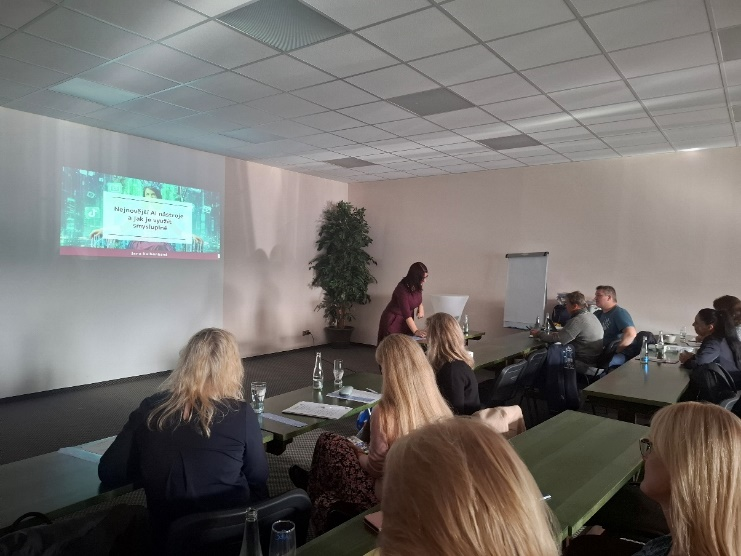 Nejnovější AI nástroje
a jak je využít
smysluplně